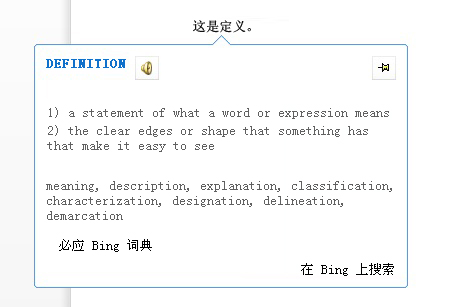 这是定义。
DEFINITION
1) a statement of what a word or expression means
2) the clear edges or shape that something has
that make it easy to see
meaning, description, explanation, classification,
characterization, designation, delineation,
demarcation
必应 Bing 词典
在 Bing 上搜索